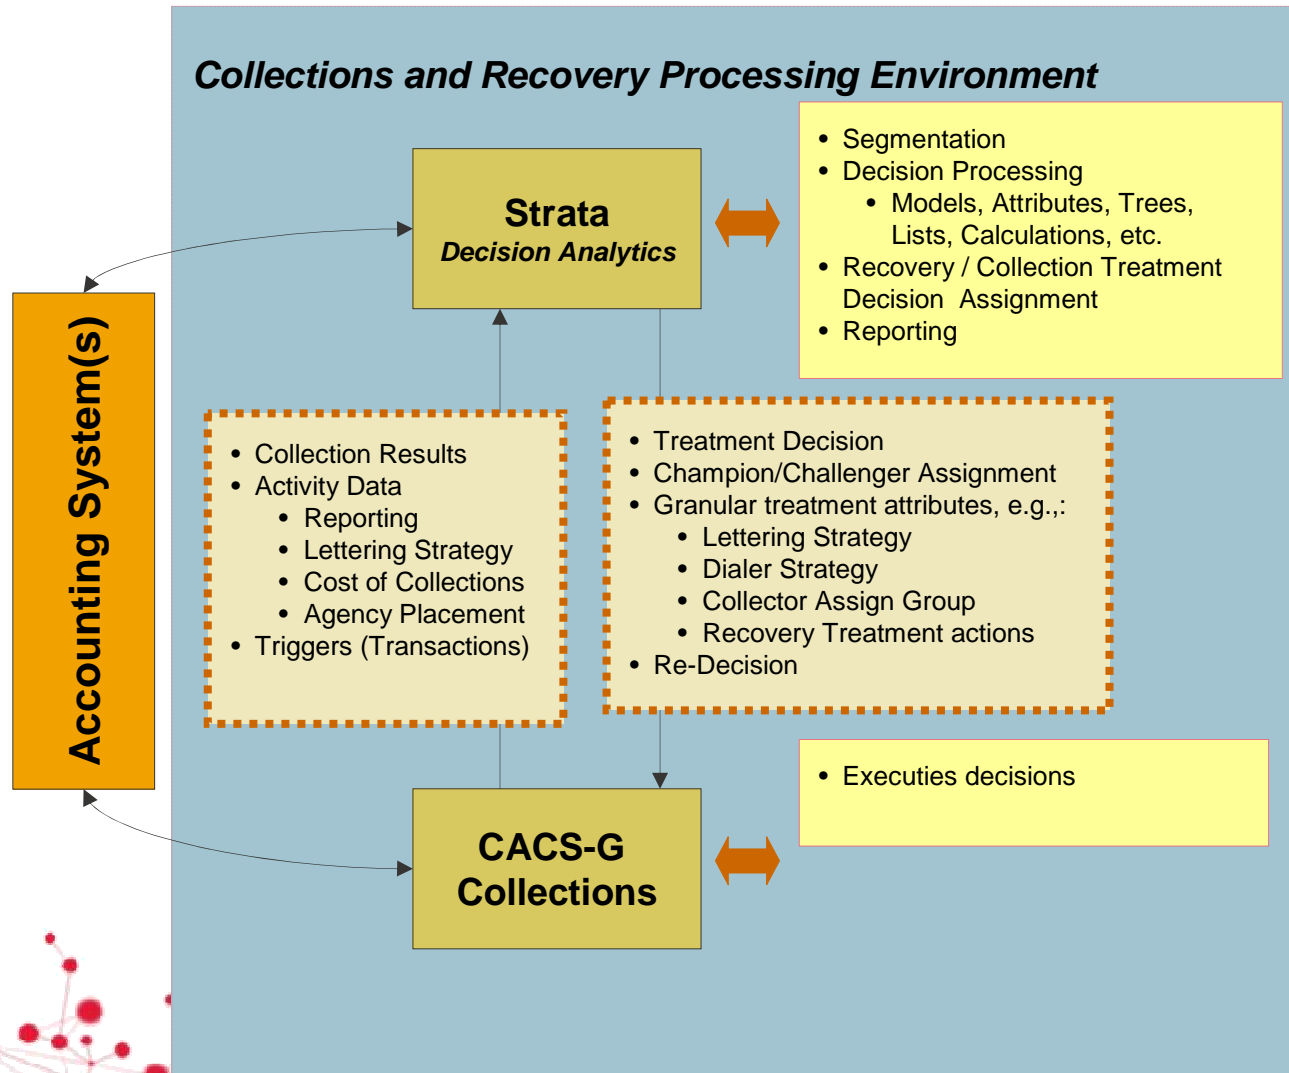 Collections and Recovery Processing Environment
Strata
Decision Analytics
• Segmentation
• Decision Processing
• Models, Attributes, Trees,
Lists, Calculations, etc.
• Recovery / Collection Treatment
Decision Assignment
• Reporting
Accounting System(s)
• Collection Results
• Activity Data
• Reporting
• Lettering Strategy
• Cost of Collections
• Agency Placement
• Triggers (Transactions)
• Treatment Decision
• Champion/Challenger Assignment
• Granular treatment attributes, e.g.,:
• Lettering Strategy
• Dialer Strategy
• Collector Assign Group
• Recovery Treatment actions
• Re-Decision
CACS-G
Collections
• Executies decisions